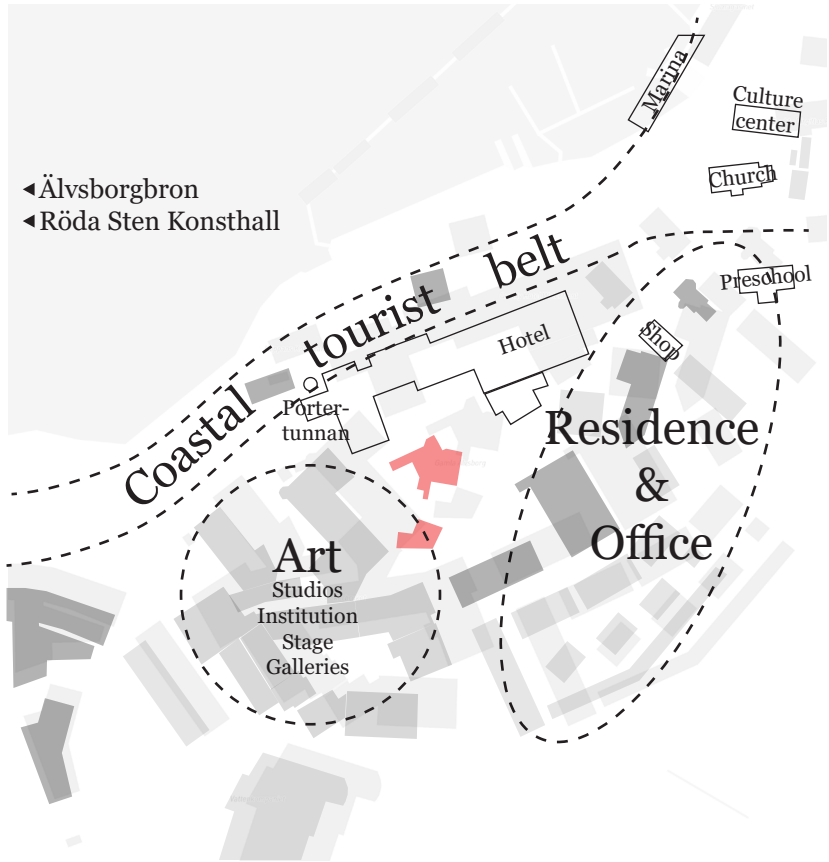 Marina
Culture
center
Church
Älvsborgbron
Röda Sten Konsthall
Preschool
Coastal tourist belt
Hotel
Shop
Porter-
tunnan
Residence
&
Office
Art
Studios
Institution
Stage
Galleries